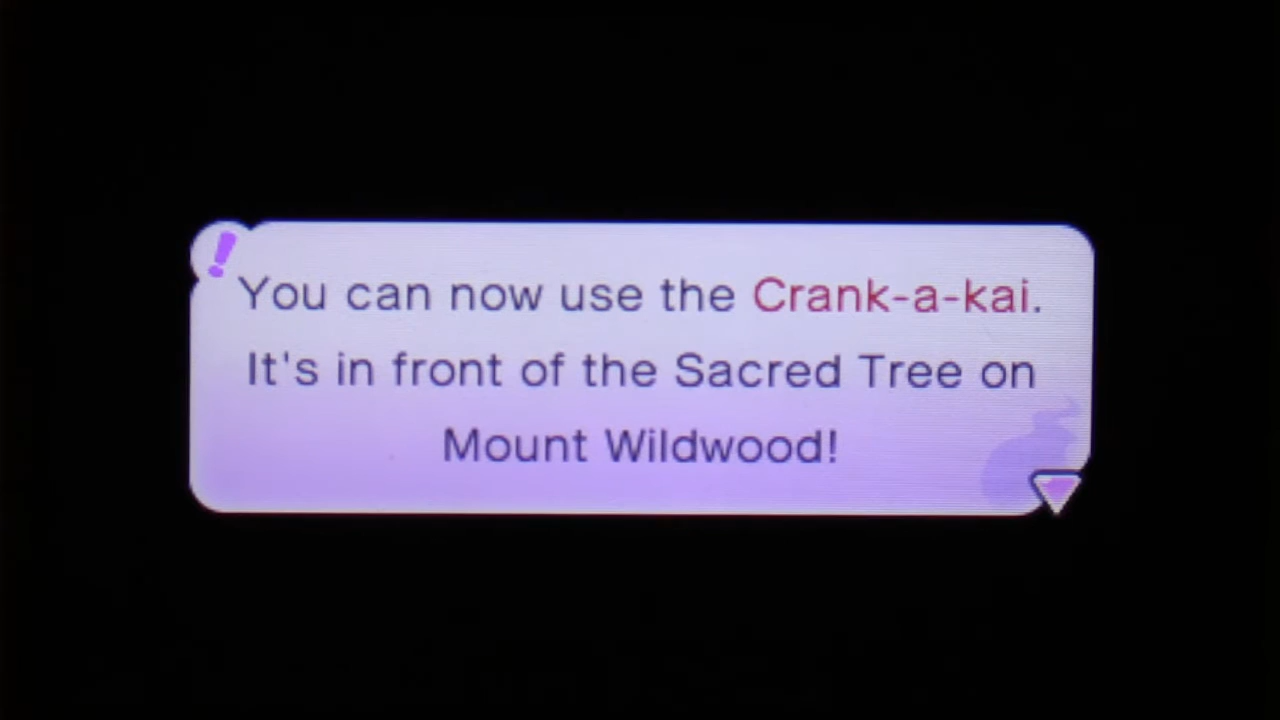 You can now use the Crank-a-kai.
It's in front of the Sacred Tree on
Mount Wildwood!